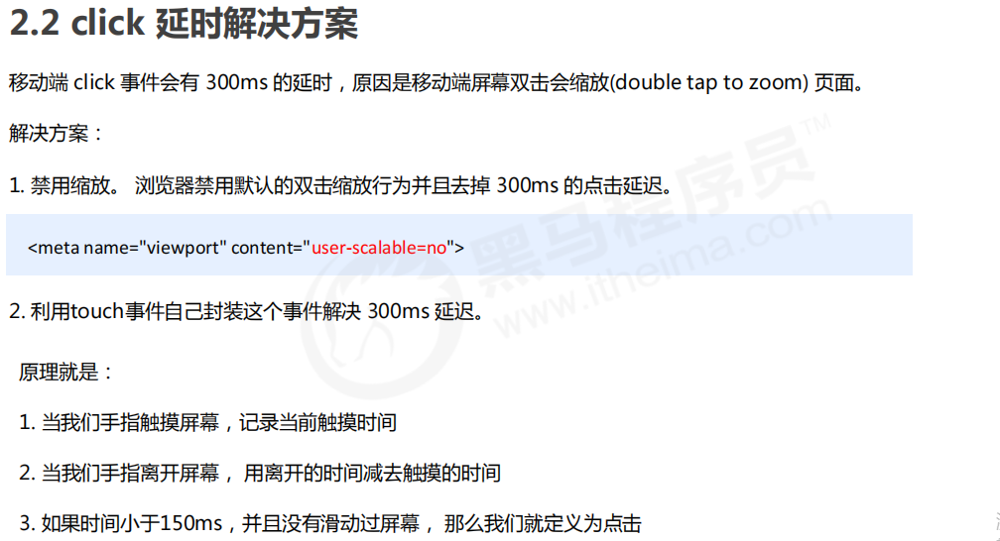 2.2 click 延时解决方案
移动端 click 事件会有 300ms 的延时，原因是移动端屏幕双击会缩放(double tap to zoom) 页面。
解决方案：
1. 禁用缩放。 浏览器禁用默认的双击缩放行为并且去掉 300ms 的点击延迟。
<meta name="viewport" content="user-scalable=no">
2. 利用touch事件自己封装这个事件解决 300ms 延迟。
原理就是：
1. 当我们手指触摸屏幕，记录当前触摸时间
2. 当我们手指离开屏幕， 用离开的时间减去触摸的时间
3. 如果时间小于150ms，并且没有滑动过屏幕， 那么我们就定义为点击
黑马程序员™
www.itheima.com